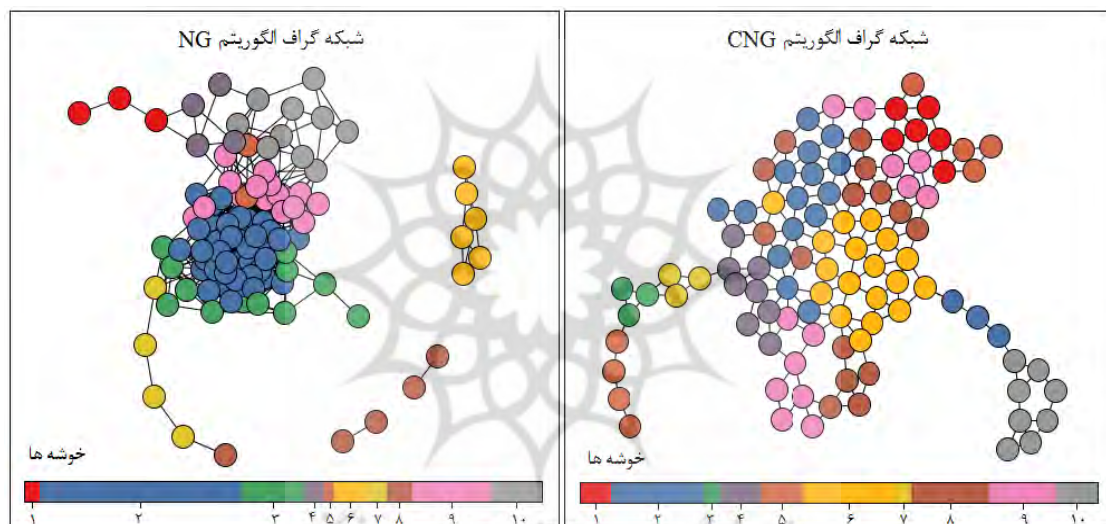 شبکه گراف الگوریتم NG
خوشه ها
۱ ۲ ۳ ۴ ۵ ۶ ۷ ۸ ۹ ۱۰
شبکه گراف الگوریتم CNG
خوشه ها
۱ ۲ ۳ ۴ ۵ ۶ ۷ ۸ ۹ ۱۰